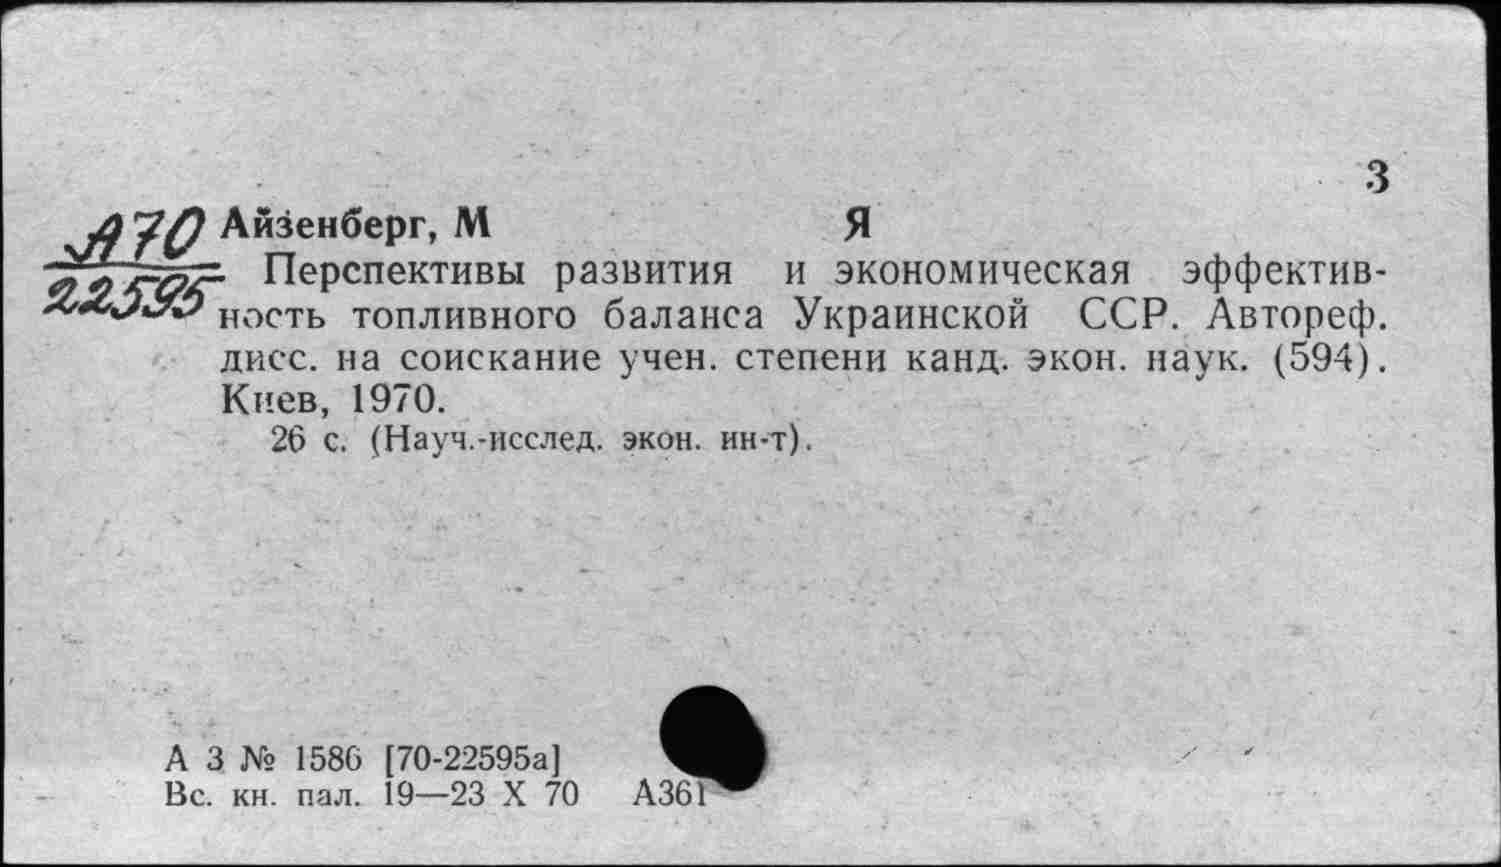 З
А70 Айзенберг, М Я
22595 Перспективы развития и экономическая эффектив-
ность топливного баланса Украинской ССР. Автореф.
дисс. на соискание учен. степени канд. экон. наук. (594).
Киев, 1970.
26 с. (Науч.-исслед. экон. ин-т).
А 3 № 1586 [70-22595а]
Вс. кн. пал. 19—23 X 70 А361